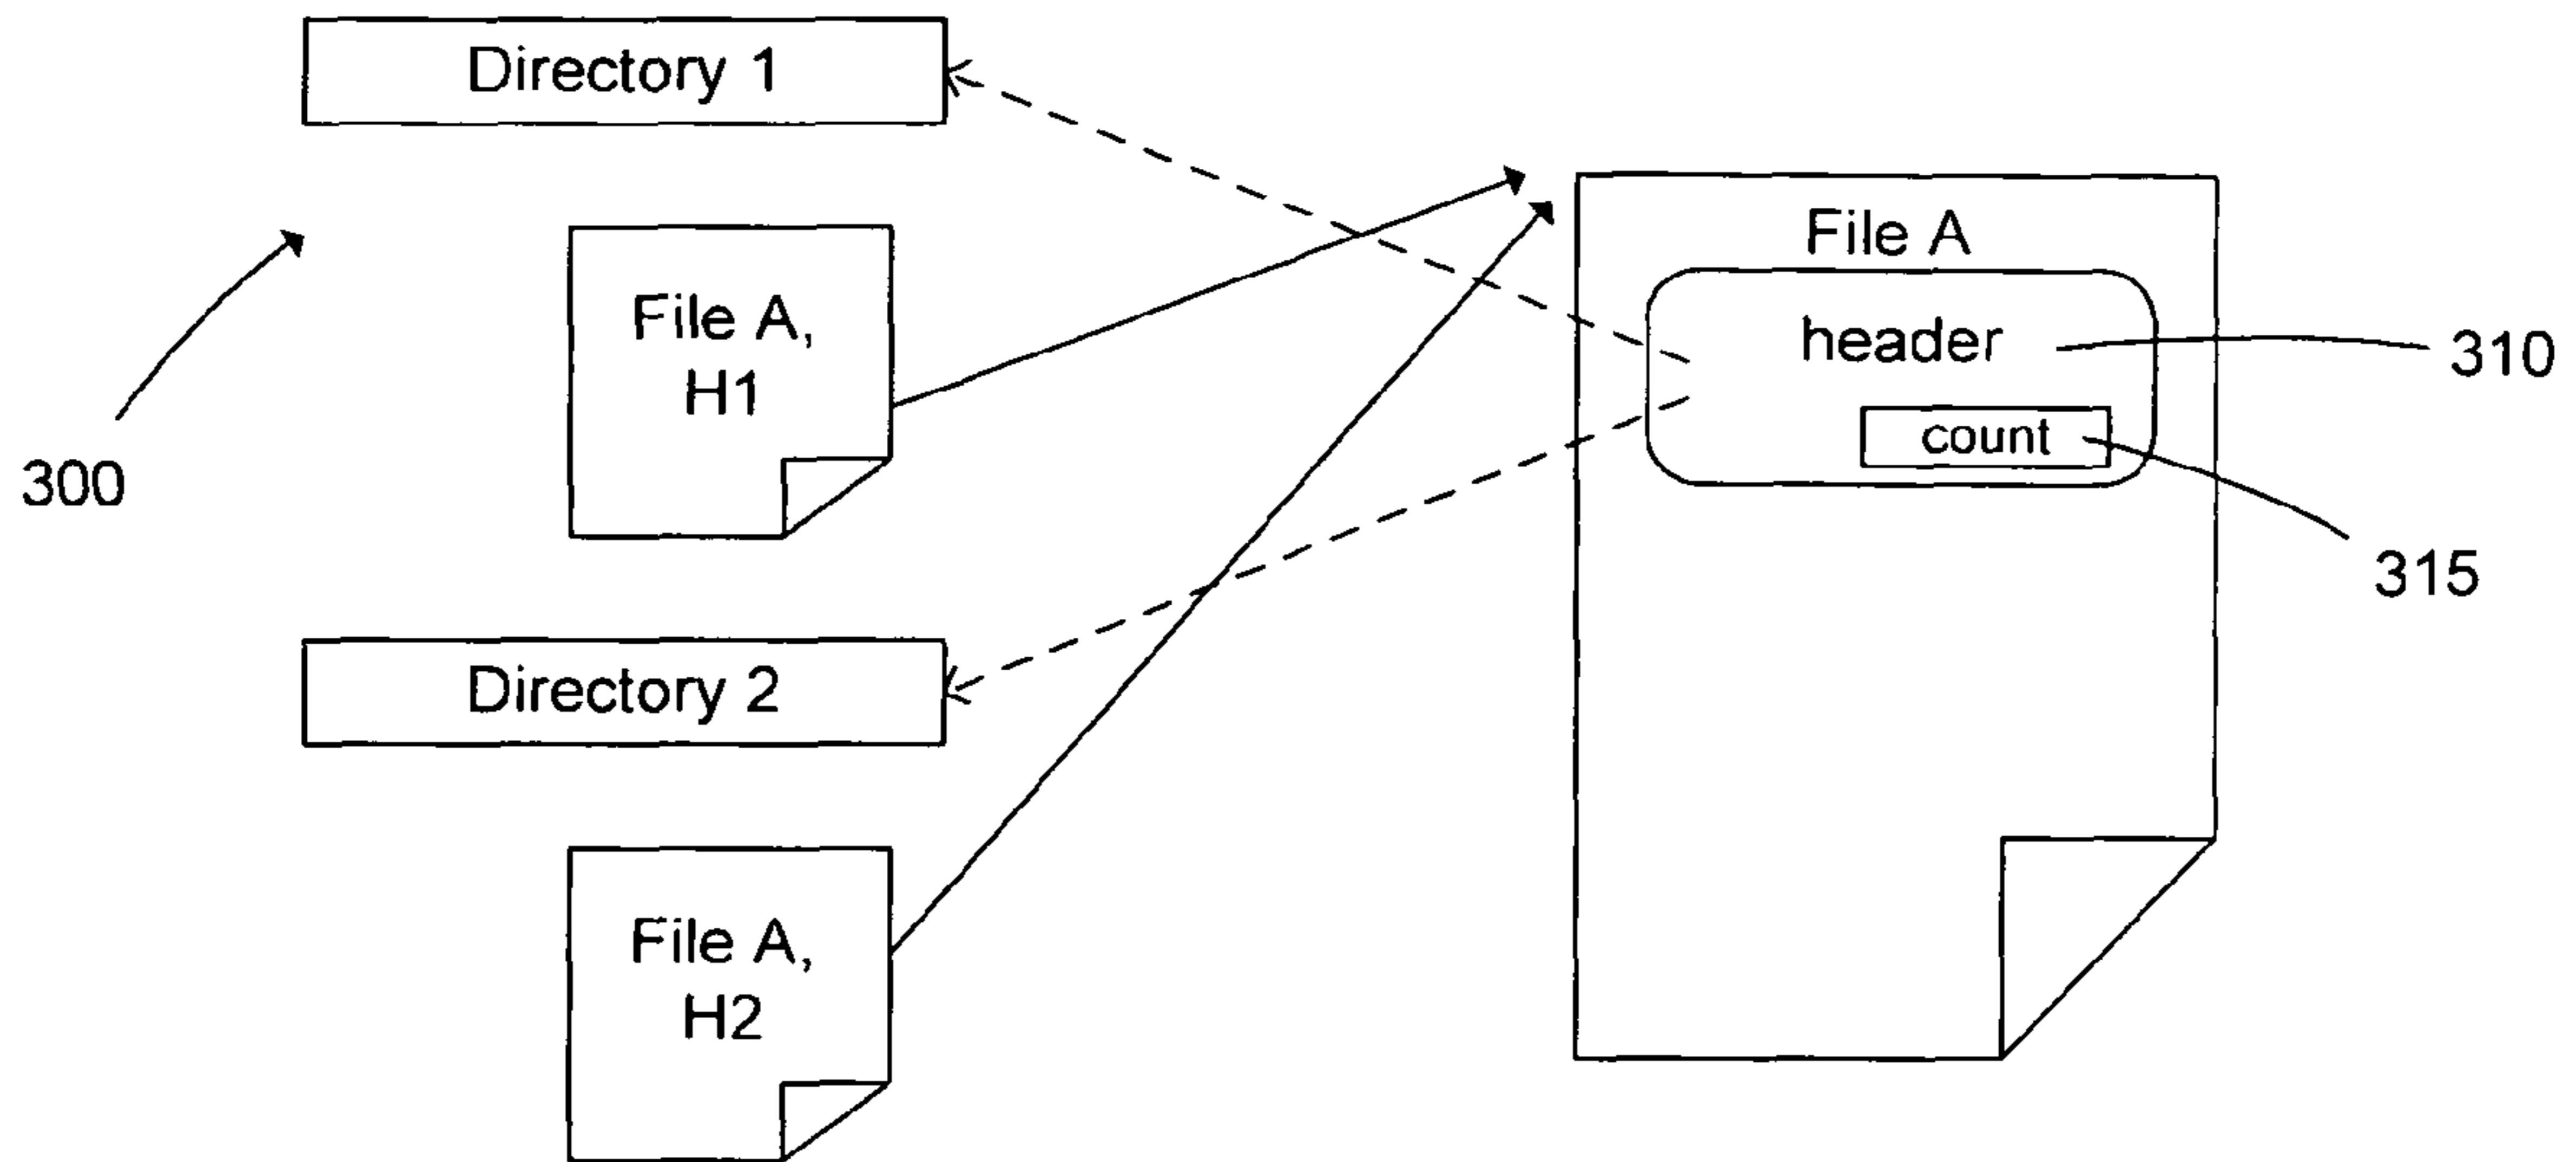 Directory 1
File A,
H1
300
Directory 2
File A,
H2
File A
header
310
count
315